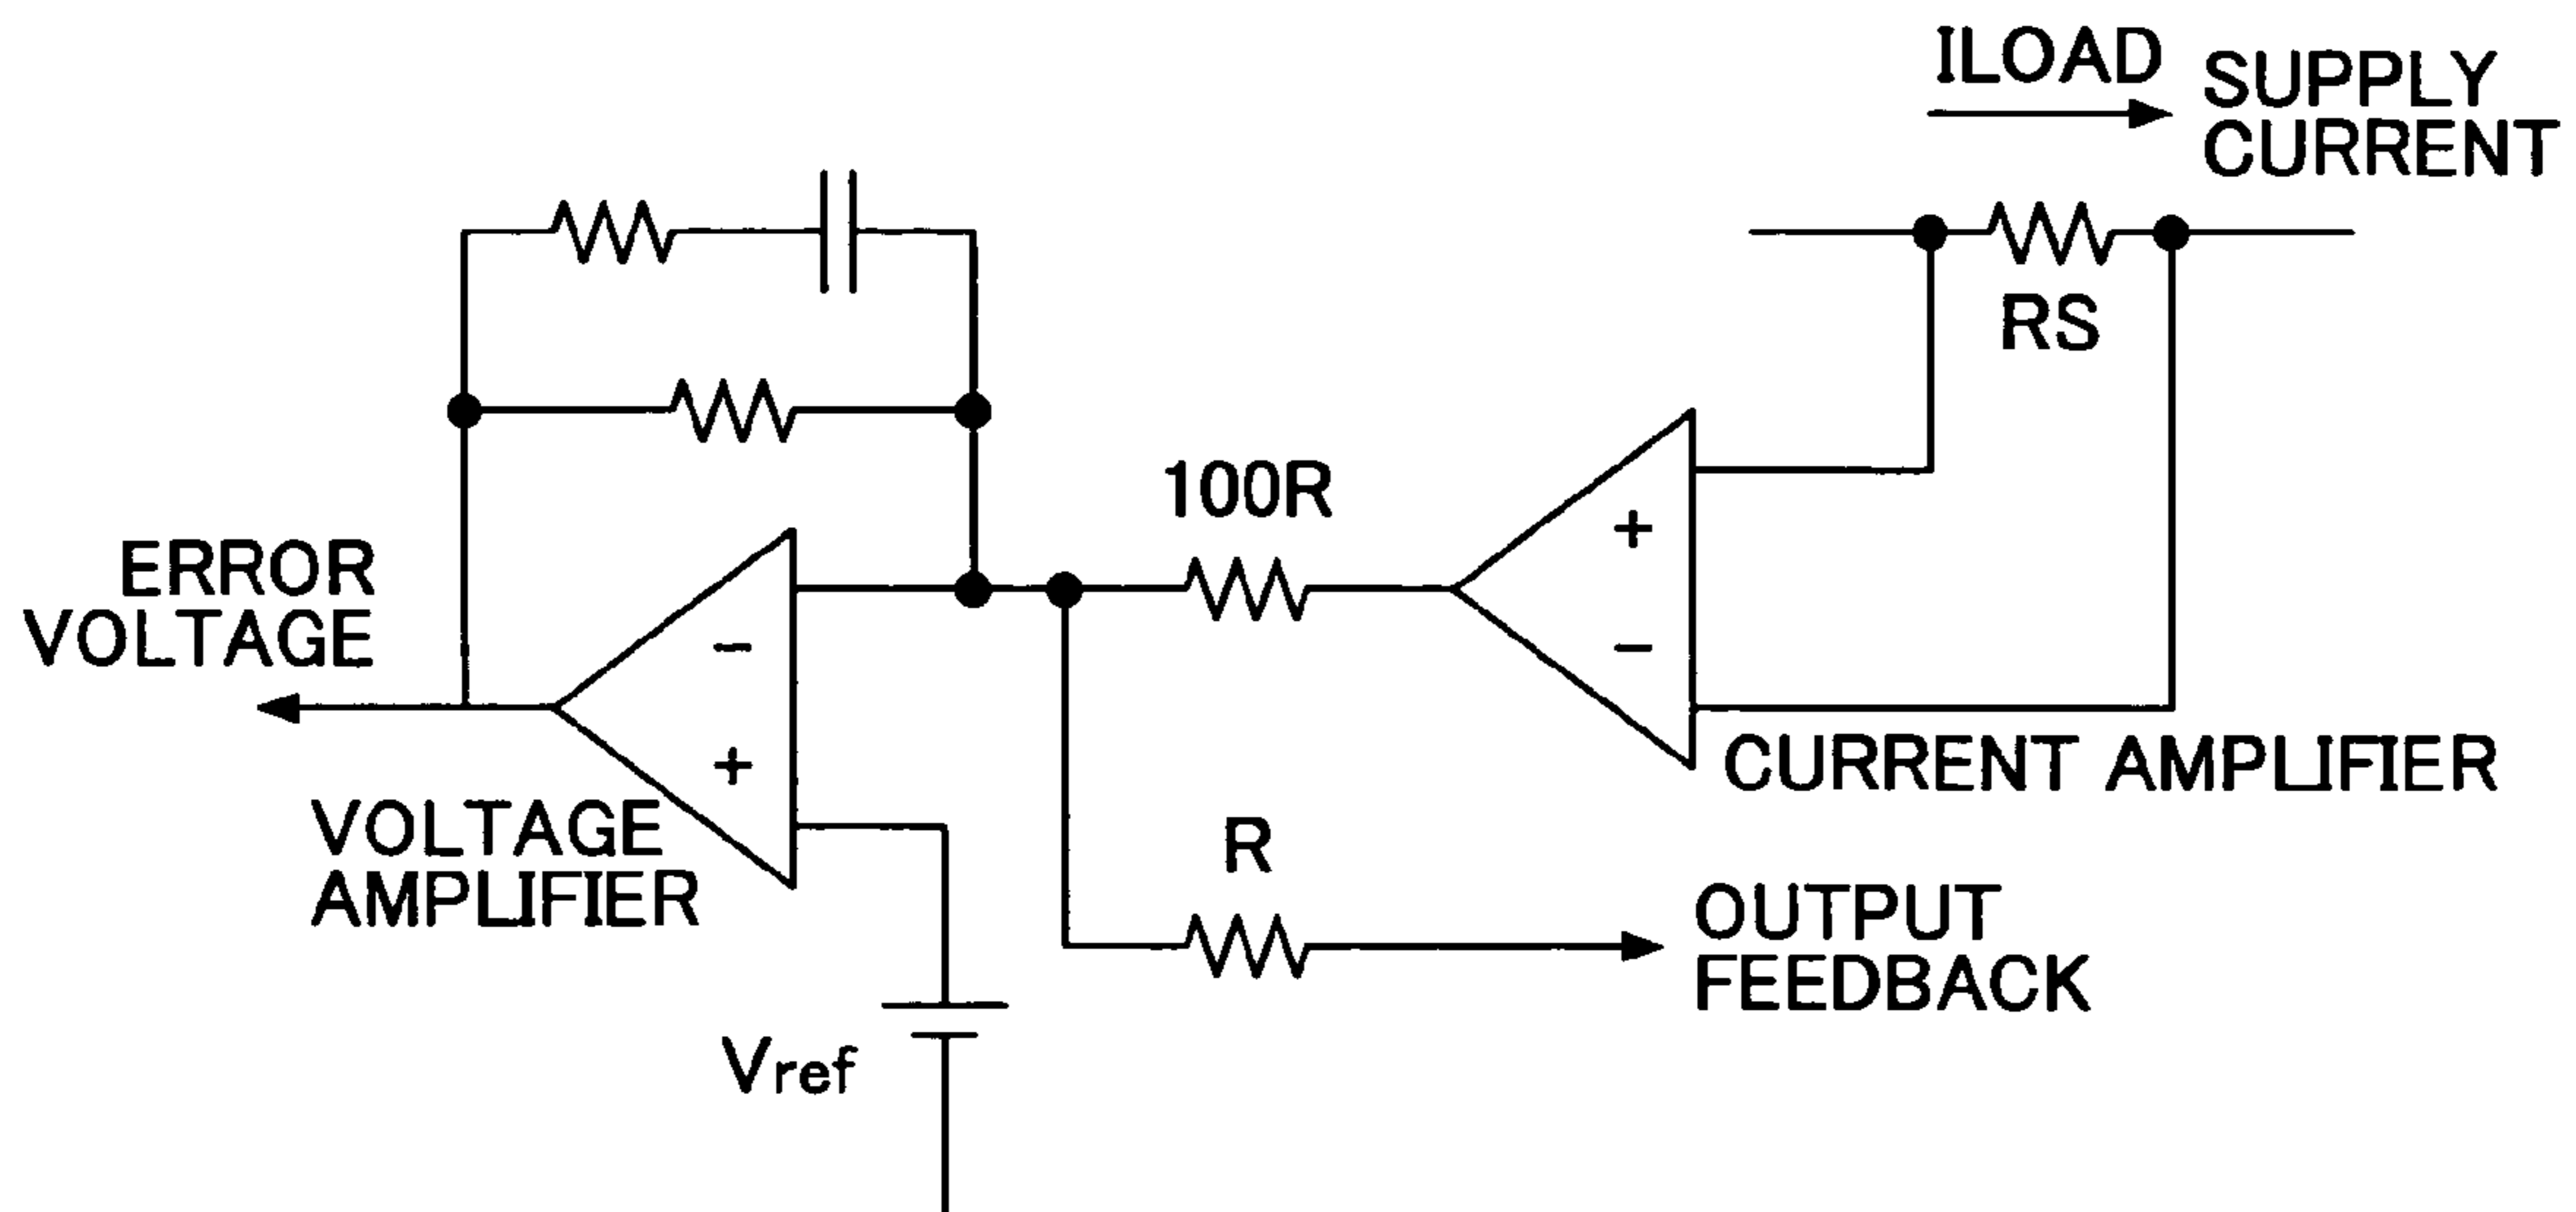 ILOAD
SUPPLY
CURRENT
RS
100R
+
−
ERROR
VOLTAGE
−
+
CURRENT AMPLIFIER
VOLTAGE
AMPLIFIER
R
OUTPUT
FEEDBACK
Vref